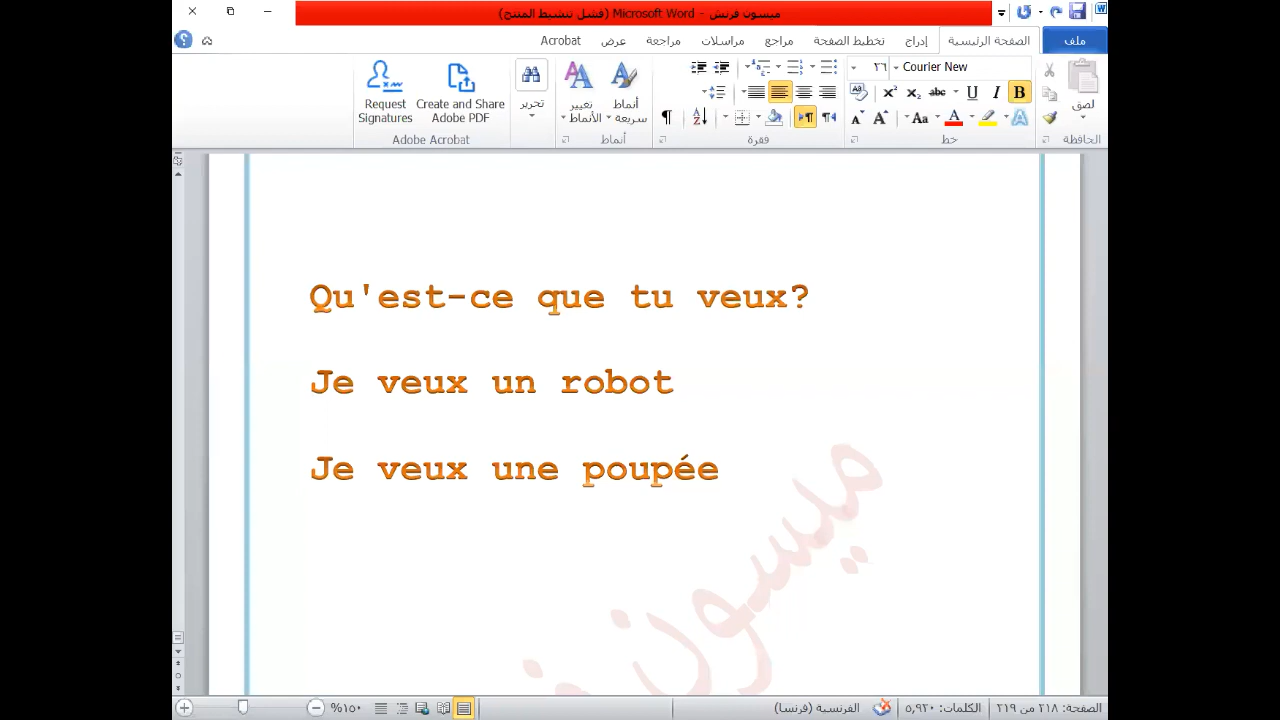 ميسون فرنش - Microsoft Word (فشل تنشيط المنتج)
ملف الصفحة الرئيسية إدراج تخطيط الصفحة مراجع مراسلات مراجعة عرض Acrobat
Courier New ٢٦
لصق
تغيير الأنماط
أنماط سريعة
تحرير
Create and Share Adobe PDF
Request Signatures
الحافظة خط فقرة أنماط Adobe Acrobat
Qu'est-ce que tu veux?
Je veux un robot
Je veux une poupée
ميسون
الصفحة: ٢١٨ من ٢١٩ الكلمات: ٥,٩٢٠ الفرنسية (فرنسا) ١٥٠%